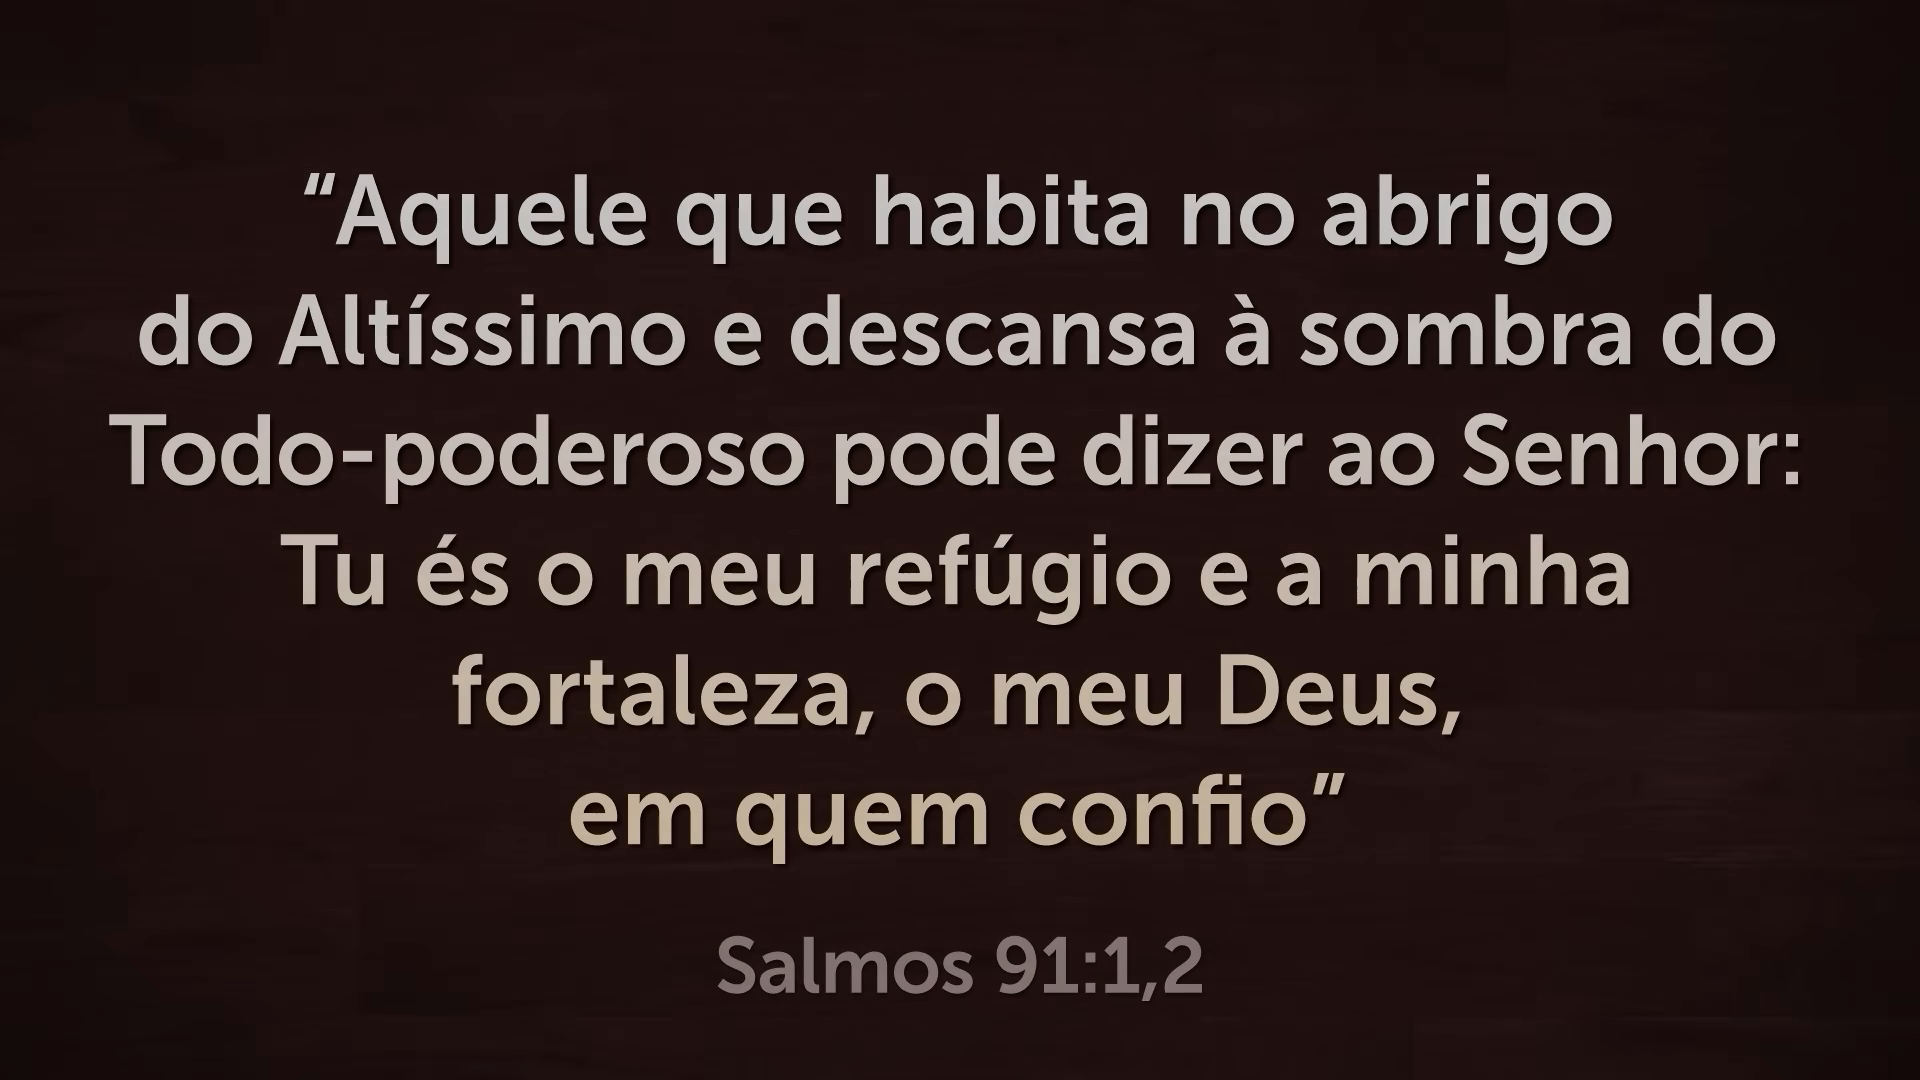 “Aquele que habita no abrigo
do Altíssimo e descansa à sombra do
Todo-poderoso pode dizer ao Senhor:
Tu és o meu refúgio e a minha
fortaleza, o meu Deus,
em quem confio”
Salmos 91:1,2